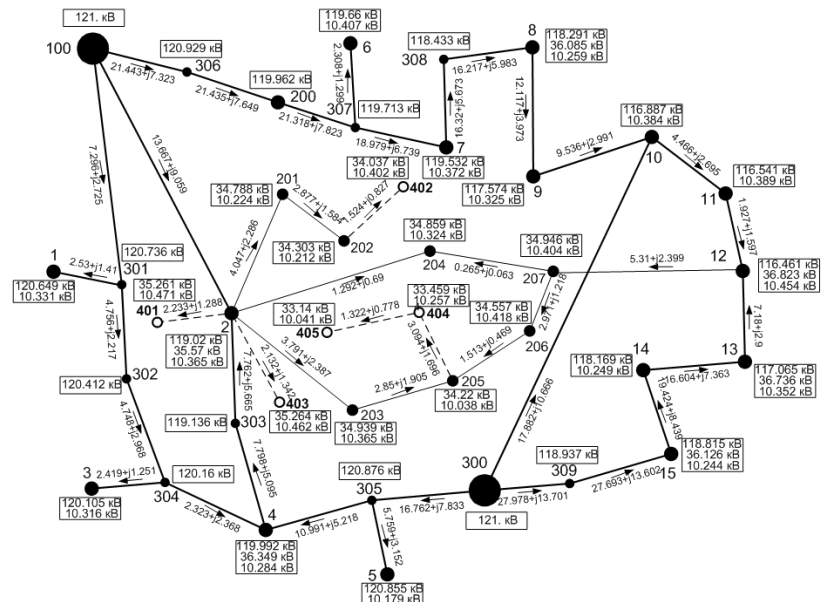 121. кВ
100
120.929 кВ
306
21.443+j7.323
21.435+j7.649
119.962 кВ
200
21.318+j7.823
119.66 кВ
10.407 кВ
6
2.308+j1.299
307
119.713 кВ
18.979+j6.739
118.433 кВ
308
16.32+j5.673
7
119.532 кВ
10.372 кВ
16.217+j5.983
8
118.291 кВ
36.085 кВ
10.259 кВ
12.117+j3.973
9
117.574 кВ
10.325 кВ
9.536+j2.991
116.887 кВ
10.384 кВ
10
4.466+j2.695
116.541 кВ
10.389 кВ
11
1.927+j1.597
12
116.461 кВ
36.823 кВ
10.454 кВ
5.31+j2.399
7.18+j2.9
13
117.065 кВ
36.736 кВ
10.352 кВ
16.604+j7.363
14
118.169 кВ
10.249 кВ
19.424+j8.439
15
118.815 кВ
36.126 кВ
10.244 кВ
27.693+j13.602
309
118.937 кВ
27.978+j13.701
300
121. кВ
17.882+j10.666
16.762+j7.833
305
120.876 кВ
5.759+j3.152
5
120.855 кВ
10.179 кВ
10.991+j5.218
4
119.992 кВ
36.349 кВ
10.284 кВ
2.323+j2.368
304
120.16 кВ
2.419+j1.251
3
120.105 кВ
10.316 кВ
4.748+j2.968
302
120.412 кВ
4.756+j2.217
301
120.736 кВ
2.53+j1.41
1
120.649 кВ
10.331 кВ
7.296+j2.725
13.667+j9.059
35.261 кВ
10.471 кВ
401
2.233+j1.288
2
119.02 кВ
35.57 кВ
10.365 кВ
7.762+j5.665
303
119.136 кВ
7.798+j5.095
4.047+j2.286
201
34.788 кВ
10.224 кВ
2.877+j1.584
202
34.303 кВ
10.212 кВ
1.524+j0.827
402
34.037 кВ
10.402 кВ
1.292+j0.69
204
34.859 кВ
10.324 кВ
0.265+j0.063
207
34.946 кВ
10.404 кВ
2.971+j1.218
206
34.557 кВ
10.418 кВ
1.513+j0.469
205
34.22 кВ
10.038 кВ
3.094+j1.698
404
33.459 кВ
10.257 кВ
1.322+j0.778
405
33.14 кВ
10.041 кВ
2.85+j1.905
203
34.939 кВ
10.365 кВ
3.791+j2.387
2.132+j1.342
403
35.264 кВ
10.462 кВ